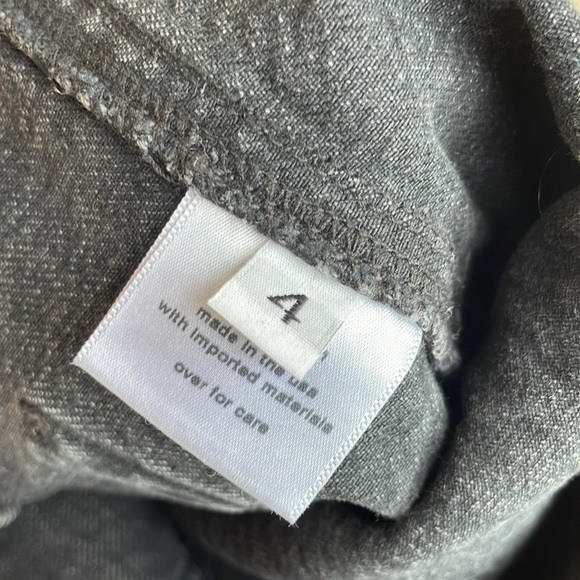 4
made in the usa
with imported materials
over for care